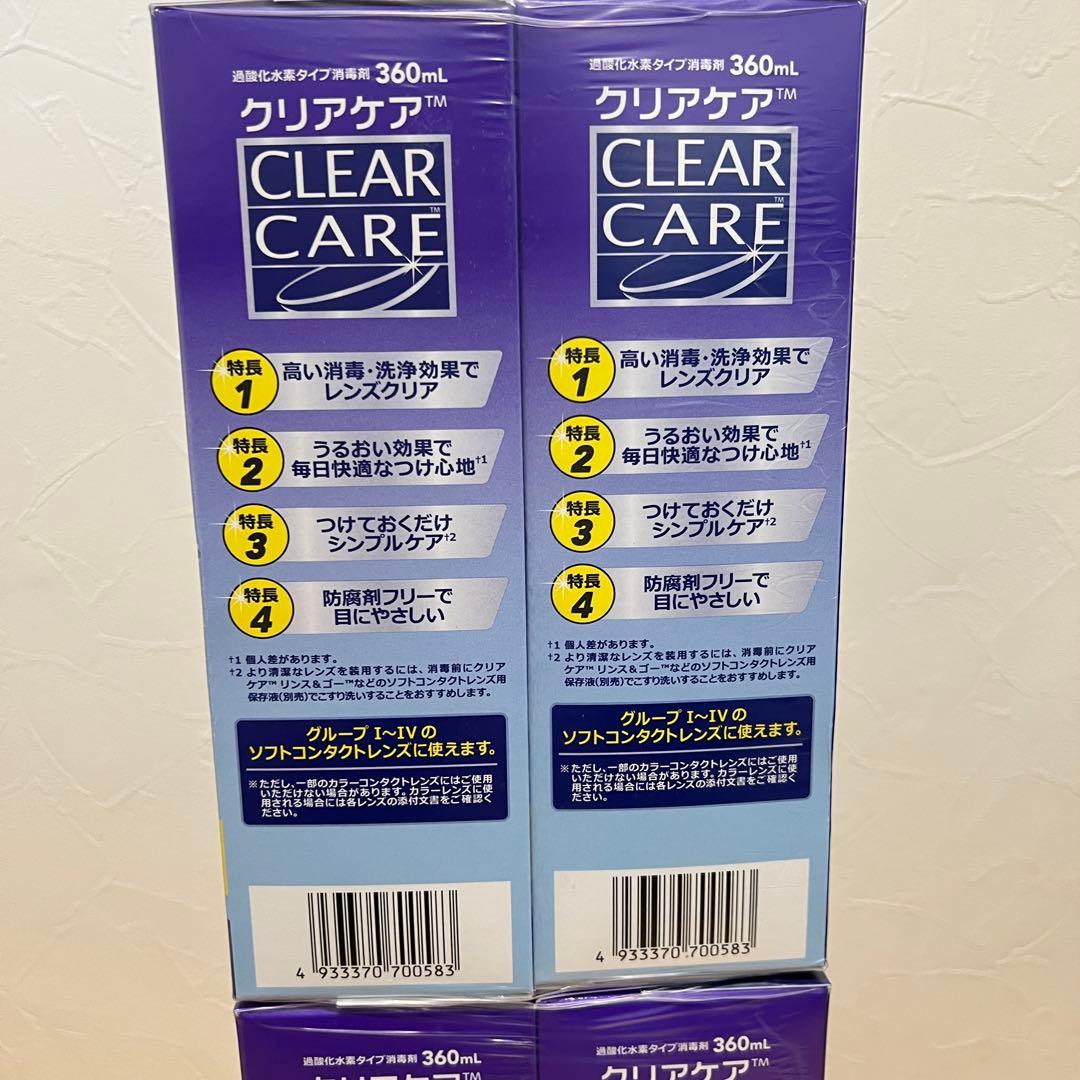 過酸化水素タイプ消毒剤 360mL
クリアケア™
CLEAR
CARE™
特長
1
高い消毒・洗浄効果で
レンズクリア
特長
2
うるおい効果で
毎日快適なつけ心地†1
特長
3
つけておくだけ
シンプルケア†2
特長
4
防腐剤フリーで
目にやさしい
†1 個人差があります。
†2 より清潔なレンズを装用するには、消毒前にクリア
ケア™ リンス&ゴー™などのソフトコンタクトレンズ用
保存液(別売)でこすり洗いすることをおすすめします。
グループ I〜IV の
ソフトコンタクトレンズに使えます。
※ただし、一部のカラーコンタクトレンズにはご使用
いただけない場合があります。カラーレンズに使
用される場合には各レンズの添付文書をご確認く
ださい。
4 933370 700583
過酸化水素タイプ消毒剤 360mL
クリアケア™
CLEAR
CARE™
特長
1
高い消毒・洗浄効果で
レンズクリア
特長
2
うるおい効果で
毎日快適なつけ心地†1
特長
3
つけておくだけ
シンプルケア†2
特長
4
防腐剤フリーで
目にやさしい
†1 個人差があります。
†2 より清潔なレンズを装用するには、消毒前にクリア
ケア™ リンス&ゴー™などのソフトコンタクトレンズ用
保存液(別売)でこすり洗いすることをおすすめします。
グループ I〜IV の
ソフトコンタクトレンズに使えます。
※ただし、一部のカラーコンタクトレンズにはご使用
いただけない場合があります。カラーレンズに使
用される場合には各レンズの添付文書をご確認く
ださい。
4 933370 700583
過酸化水素タイプ消毒剤 360mL
クリアケア™
過酸化水素タイプ消毒剤 360mL
クリアケア™